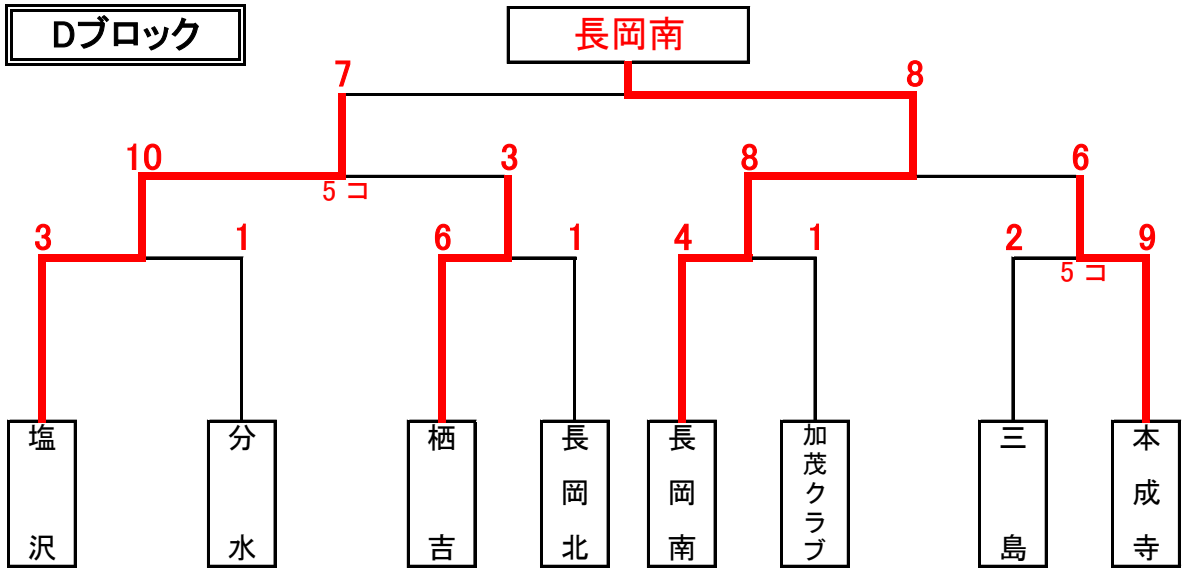 Dブロック
長岡南
7 8
10 3 8 6
5 コ
3 1 6 1 4 1 2 9
5 コ
塩沢
分水
栖吉
長岡北
長岡南
加茂クラブ
三島
本成寺